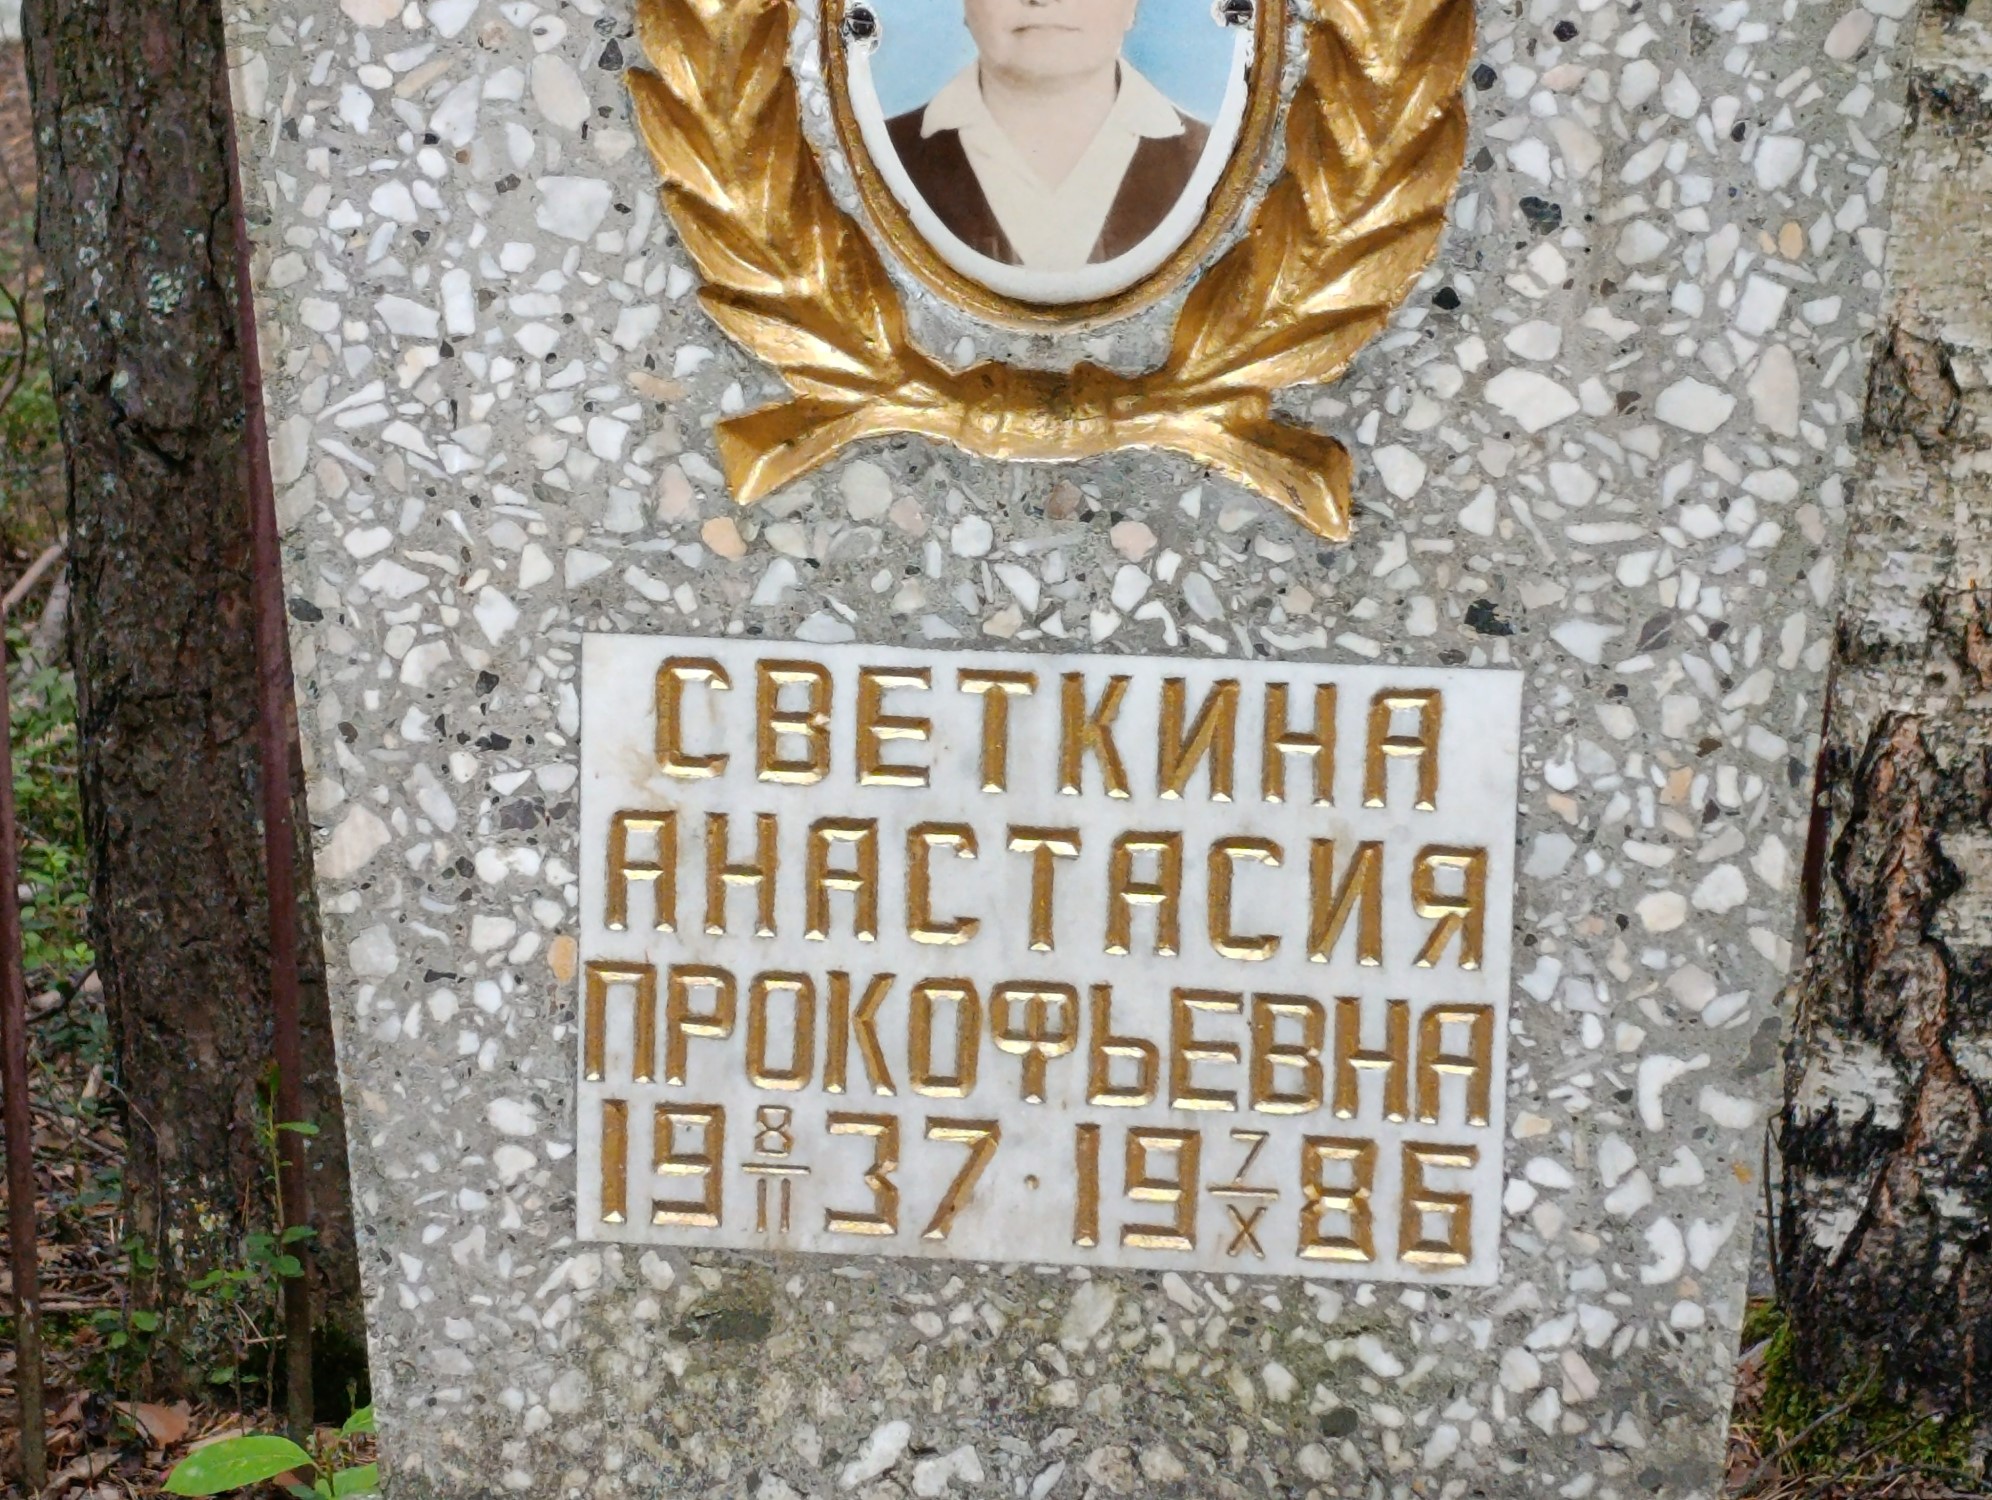 СВЕТКИНА
АНАСТАСИЯ
ПРОКОФЬЕВНА
19 8/II 37 · 19 7/X 86